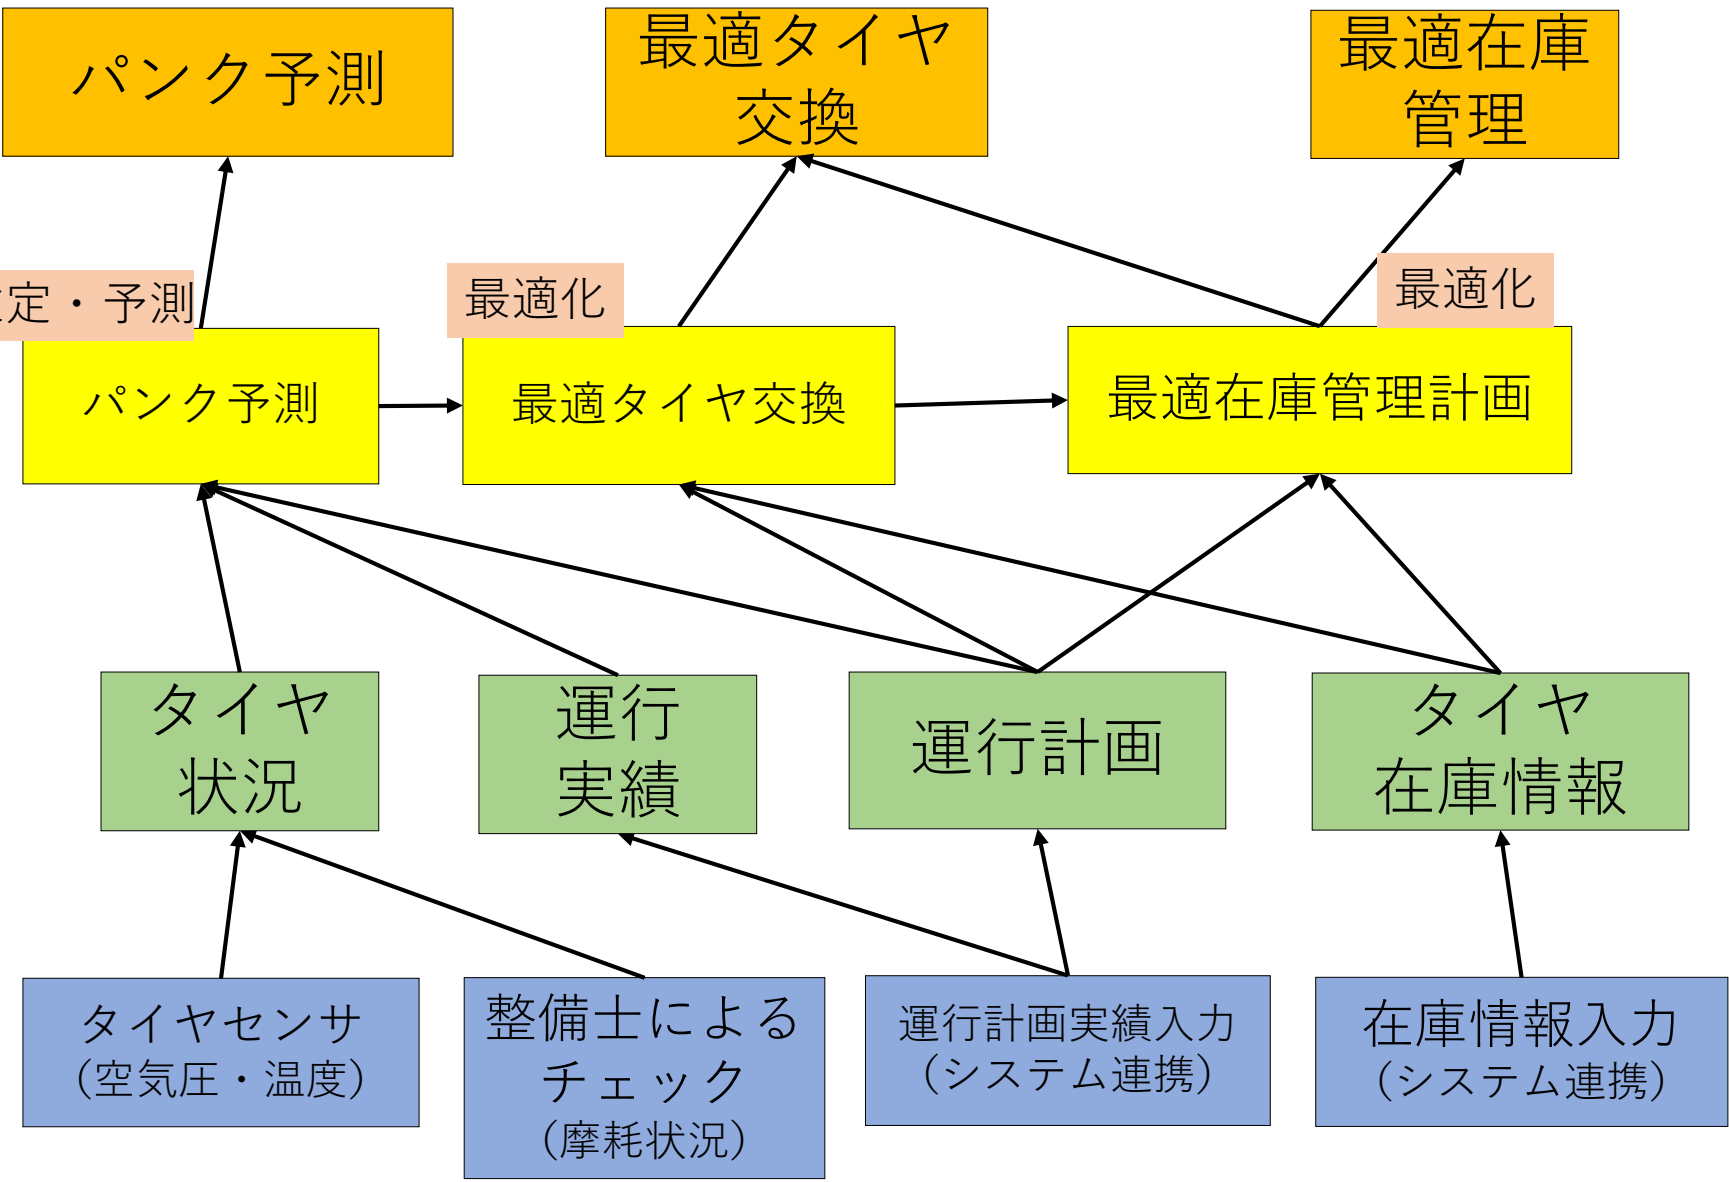 パンク予測
最適タイヤ
交換
最適在庫
管理
定・予測
最適化
最適化
パンク予測
最適タイヤ交換
最適在庫管理計画
タイヤ
状況
運行
実績
運行計画
タイヤ
在庫情報
タイヤセンサ
（空気圧・温度）
整備士による
チェック
（摩耗状況）
運行計画実績入力
（システム連携）
在庫情報入力
（システム連携）